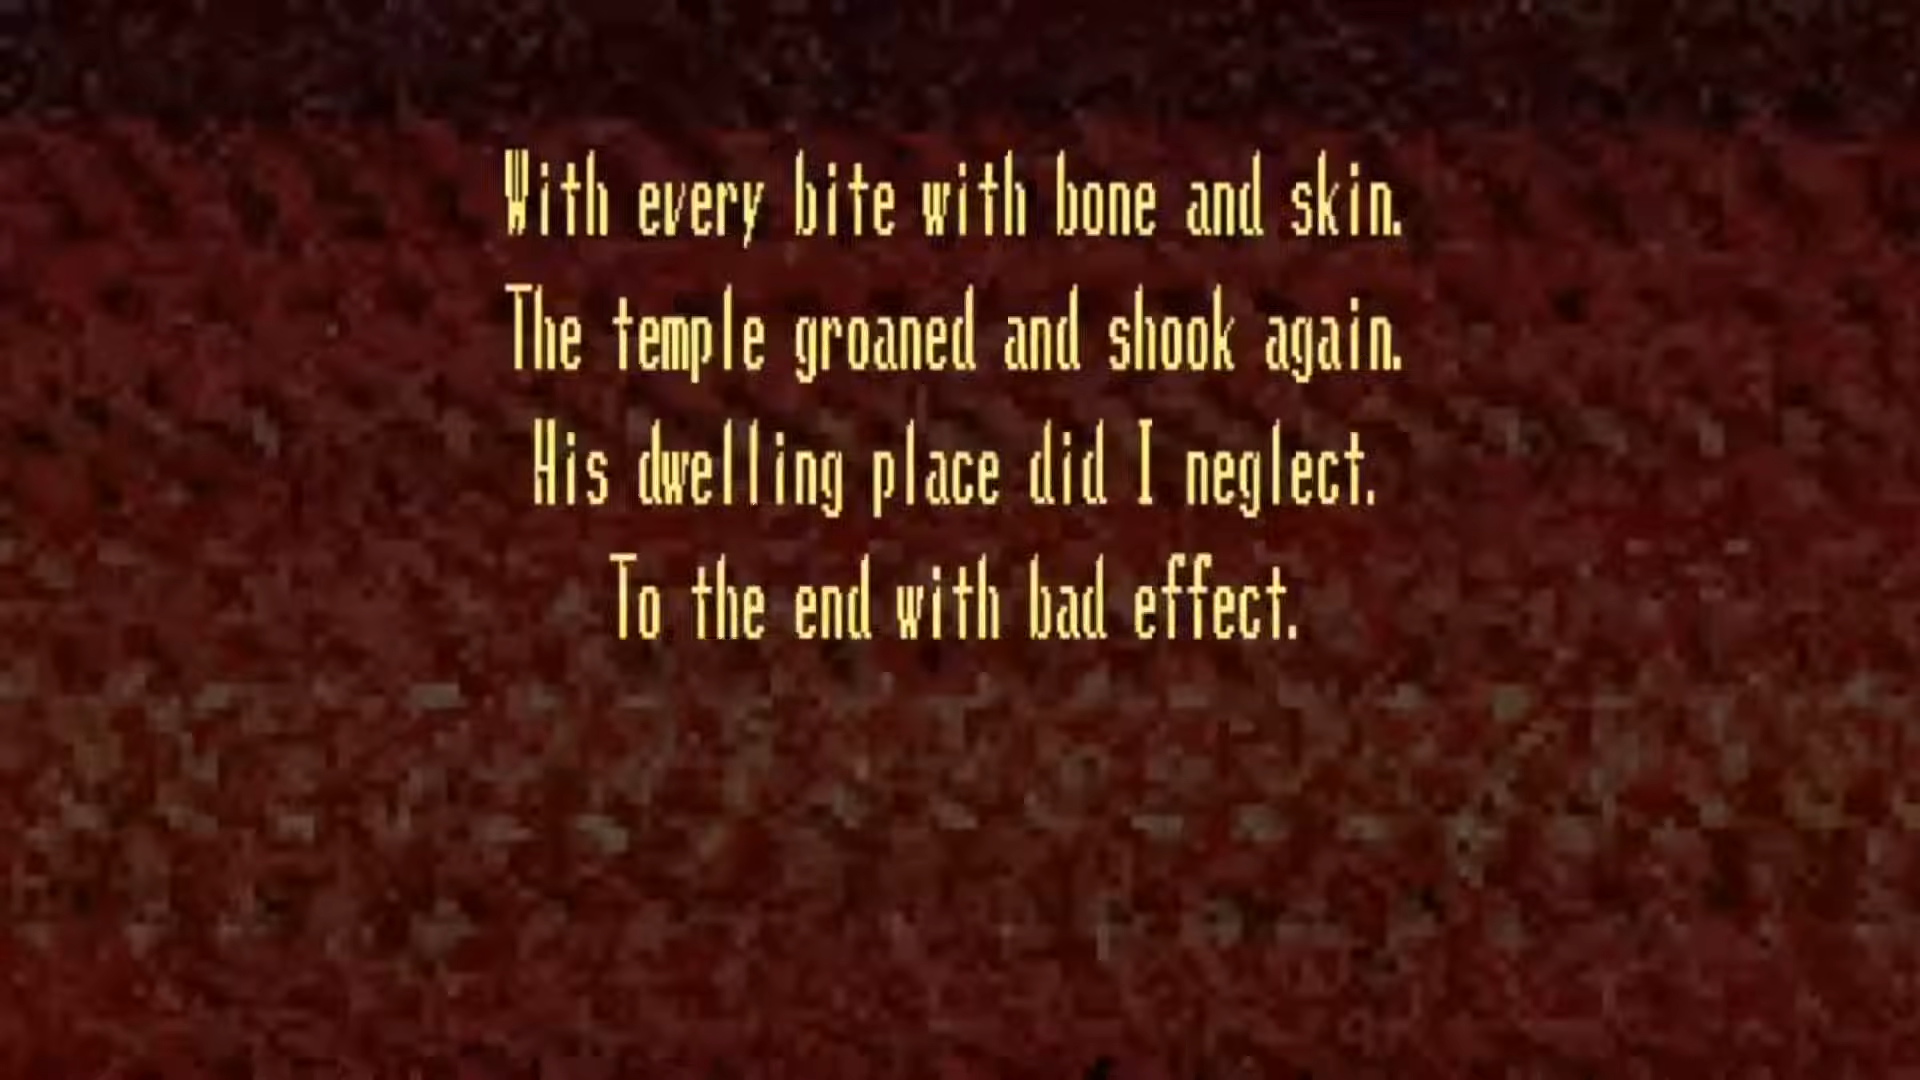 With every bite with bone and skin.
The temple groaned and shook again.
His dwelling place did I neglect.
To the end with bad effect.